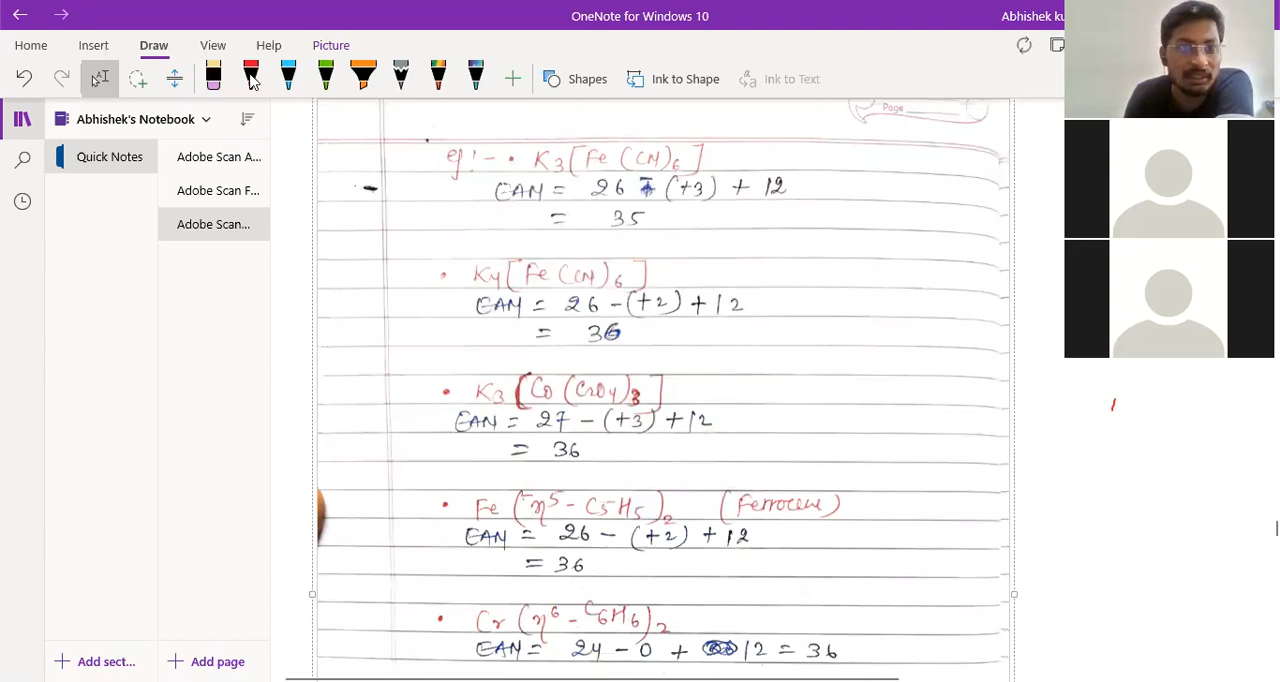 OneNote for Windows 10
Abhishek ku
Home Insert Draw View Help Picture
Shapes Ink to Shape Ink to Text
Abhishek's Notebook
Quick Notes
Adobe Scan A...
Adobe Scan F...
Adobe Scan...
Add sect...
Add page
Page
eg:- • K3[Fe(CN)6]
EAN = 26 - (+3) + 12
= 35
• K4[Fe(CN)6]
EAN = 26 - (+2) + 12
= 36
• K3[Co(CrO4)3]
EAN = 27 - (+3) + 12
= 36
• Fe(η5-C5H5)2 (Ferrocene)
EAN = 26 - (+2) + 12
= 36
• Cr(η6-C6H6)2
EAN = 24 - 0 + 12 = 36